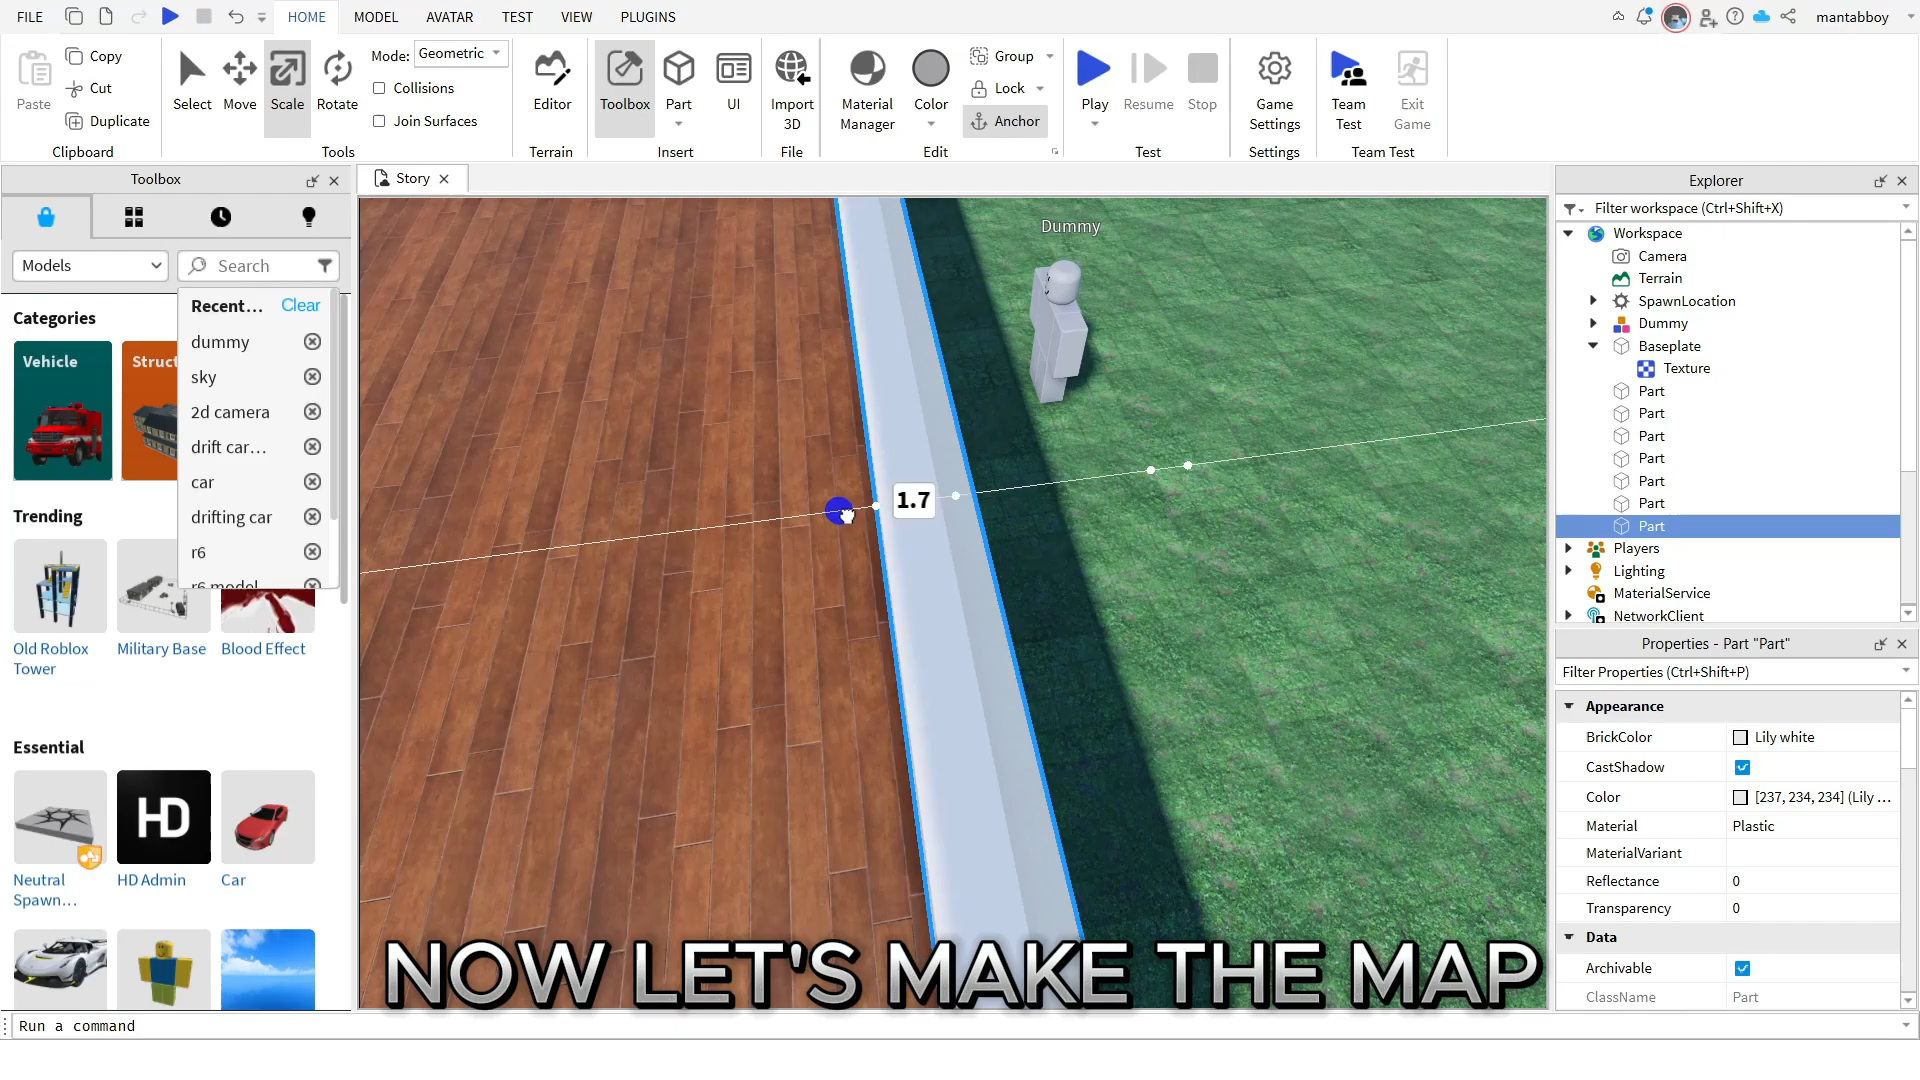 FILE HOME MODEL AVATAR TEST VIEW PLUGINS mantabboy
Paste Copy Cut Duplicate Clipboard
Select Move Scale Rotate Mode: Geometric Collisions Join Surfaces Tools
Editor Terrain
Toolbox Part UI Insert
Import 3D File
Material Manager Color Group Lock Anchor Edit
Play Resume Stop Test
Game Settings Settings
Team Test Exit Game Team Test
Toolbox
Models Search
Recent... Clear
dummy
sky
2d camera
drift car...
car
drifting car
r6
r6 model
Categories
Vehicle Struct
Trending
Old Roblox Tower Military Base Blood Effect
Essential
HD
Neutral Spawn... HD Admin Car
Story
Dummy
1.7
NOW LET'S MAKE THE MAP
Explorer
Filter workspace (Ctrl+Shift+X)
Workspace
Camera
Terrain
SpawnLocation
Dummy
Baseplate
Texture
Part
Part
Part
Part
Part
Part
Part
Players
Lighting
MaterialService
NetworkClient
Properties - Part "Part"
Filter Properties (Ctrl+Shift+P)
Appearance
BrickColor Lily white
CastShadow
Color [237, 234, 234] (Lily ...
Material Plastic
MaterialVariant
Reflectance 0
Transparency 0
Data
Archivable
ClassName Part
Run a command